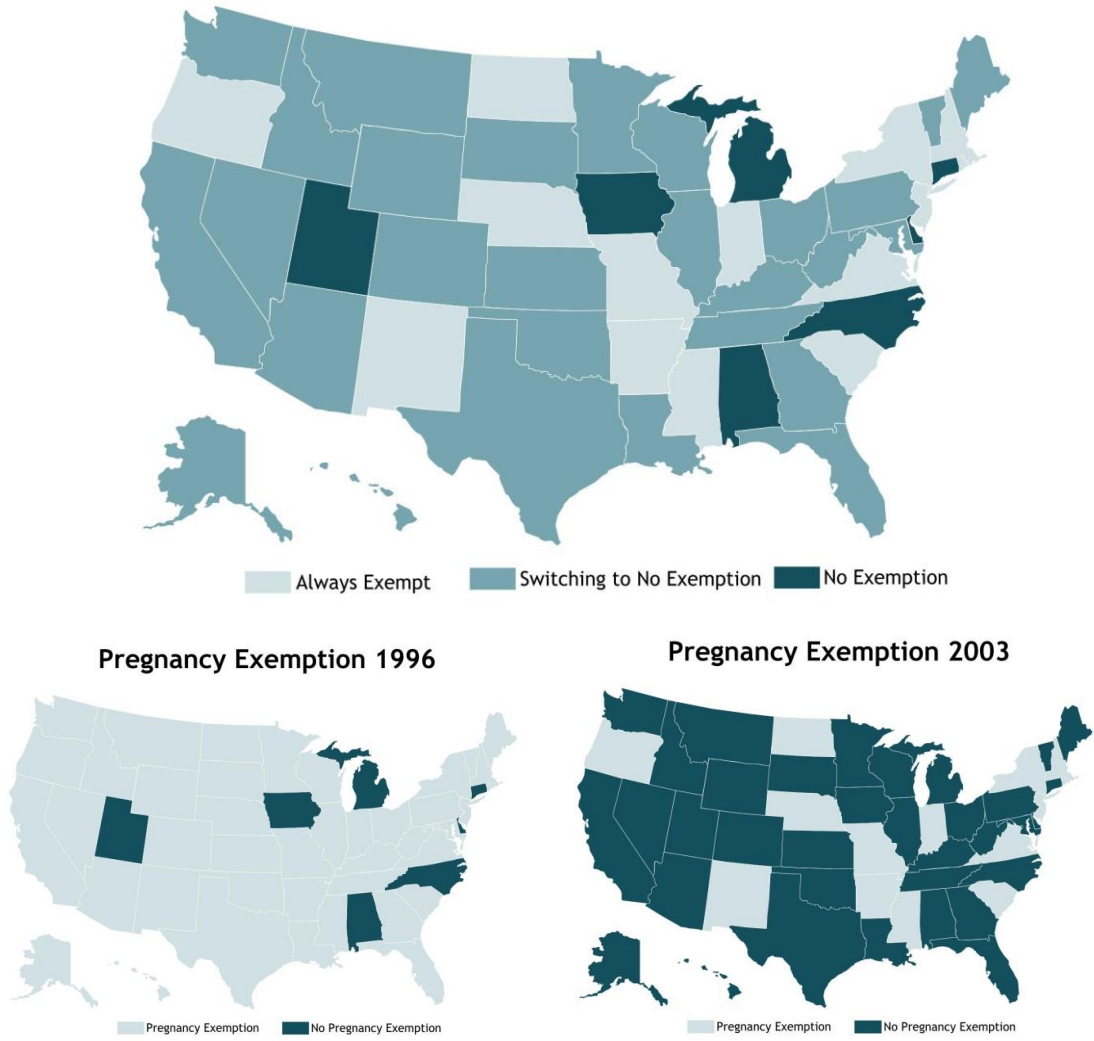 Always Exempt Switching to No Exemption No Exemption
Pregnancy Exemption 1996
Pregnancy Exemption 2003
Pregnancy Exemption No Pregnancy Exemption
Pregnancy Exemption No Pregnancy Exemption